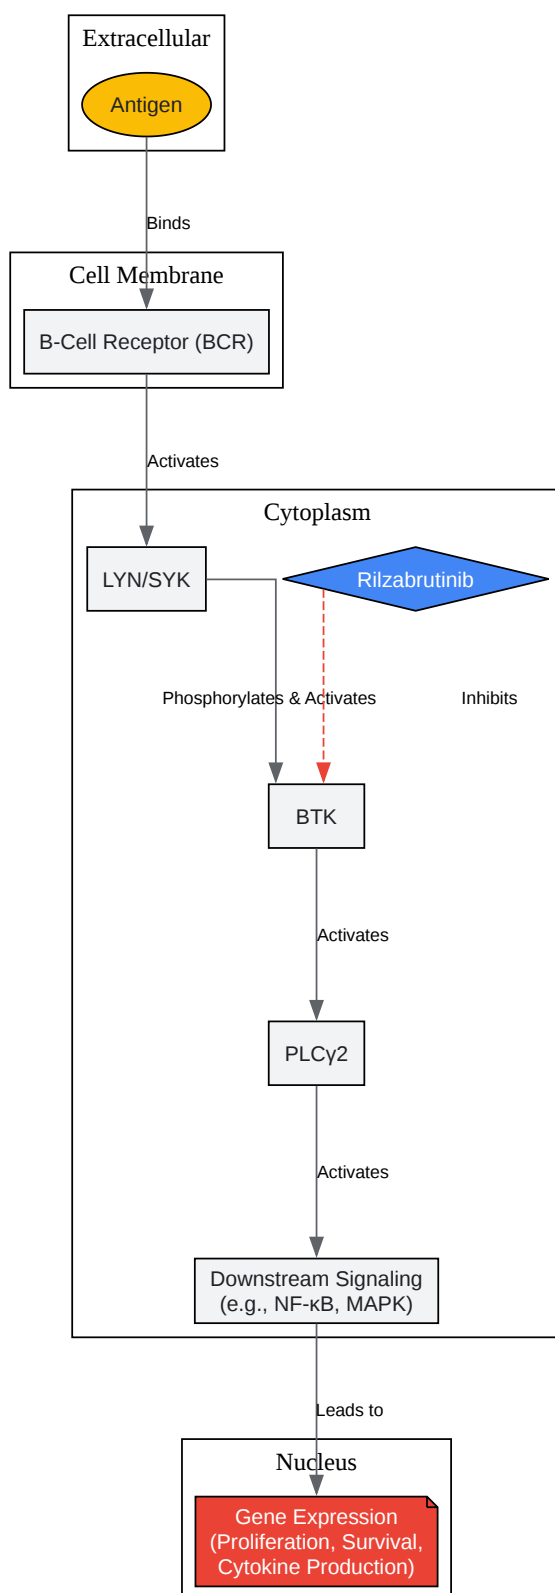 Extracellular
Antigen
Binds
Cell Membrane
B-Cell Receptor (BCR)
Activates
Cytoplasm
LYN/SYK
Rilzabrutinib
Phosphorylates & Activates
Inhibits
BTK
Activates
PLCγ2
Activates
Downstream Signaling
(e.g., NF-κB, MAPK)
Leads to
Nucleus
Gene Expression
(Proliferation, Survival,
Cytokine Production)